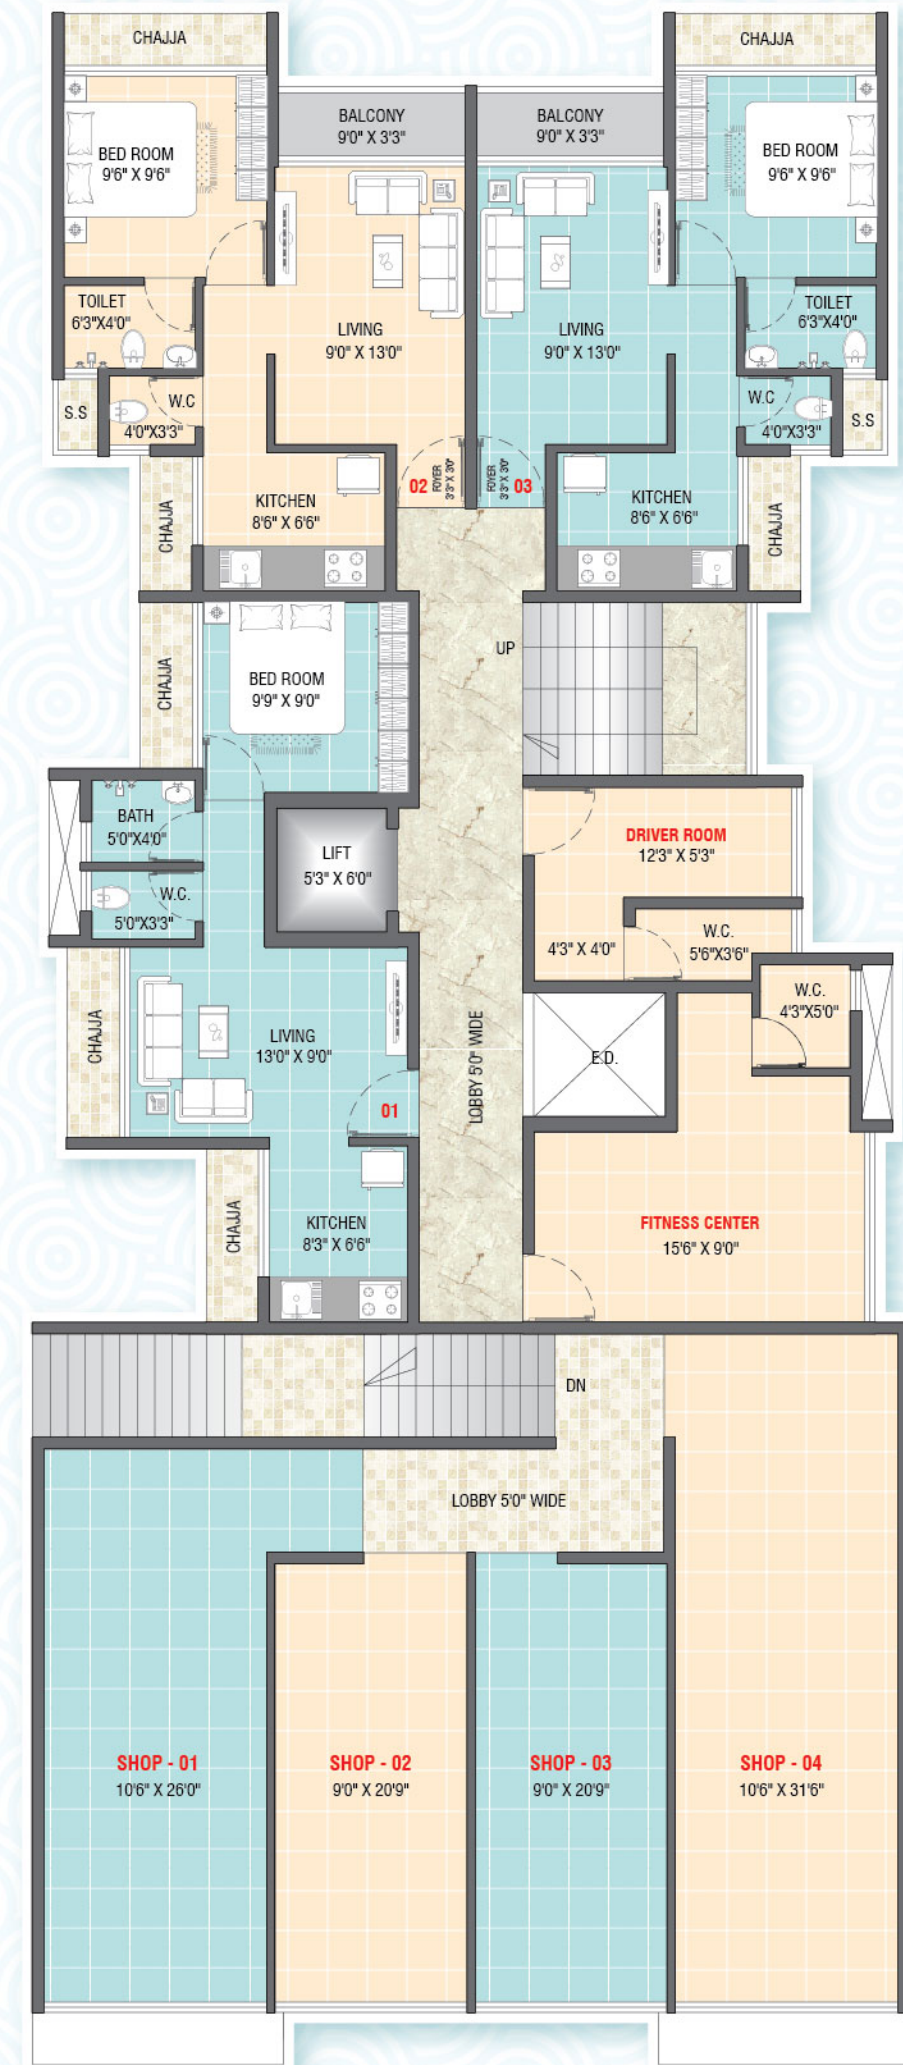 CHAJJA
CHAJJA
BALCONY
9'0" X 3'3"
BALCONY
9'0" X 3'3"
BED ROOM
9'6" X 9'6"
BED ROOM
9'6" X 9'6"
TOILET
6'3"X4'0"
LIVING
9'0" X 13'0"
LIVING
9'0" X 13'0"
TOILET
6'3"X4'0"
S.S
W.C
4'0"X3'3"
W.C
4'0"X3'3"
S.S
02
FOYER
3'3" X 3'0"
FOYER
3'3" X 3'0"
03
CHAJJA
KITCHEN
8'6" X 6'6"
KITCHEN
8'6" X 6'6"
CHAJJA
CHAJJA
BED ROOM
9'9" X 9'0"
UP
BATH
5'0"X4'0"
LIFT
5'3" X 6'0"
DRIVER ROOM
12'3" X 5'3"
W.C.
5'0"X3'3"
4'3" X 4'0"
W.C.
5'6"X3'6"
W.C.
4'3"X5'0"
CHAJJA
LIVING
13'0" X 9'0"
LOBBY 5'0" WIDE
E.D.
01
CHAJJA
KITCHEN
8'3" X 6'6"
FITNESS CENTER
15'6" X 9'0"
DN
LOBBY 5'0" WIDE
SHOP - 01
10'6" X 26'0"
SHOP - 02
9'0" X 20'9"
SHOP - 03
9'0" X 20'9"
SHOP - 04
10'6" X 31'6"